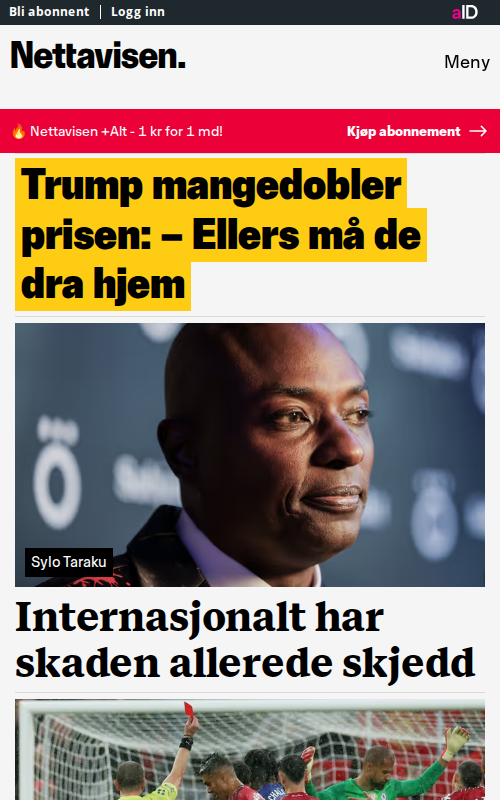 Bli abonnent | Logg inn
aID
Nettavisen.
Meny
🔥 Nettavisen +Alt - 1 kr for 1 md!
Kjøp abonnement →
Trump mangedobler
prisen: – Ellers må de
dra hjem
Sylo Taraku
Internasjonalt har
skaden allerede skjedd